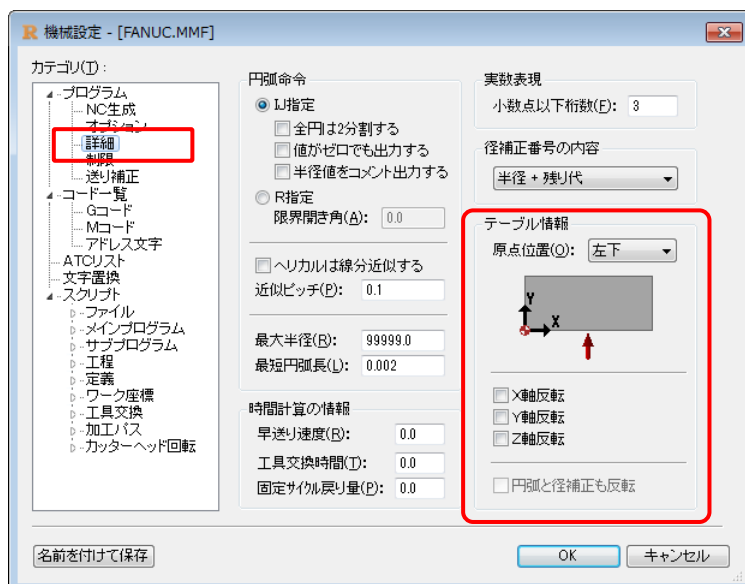 機械設定 - [FANUC.MMF]
カテゴリ(T):
プログラム
NC生成
オプション
詳細
制限
送り補正
コード一覧
Gコード
Mコード
アドレス文字
ATCリスト
文字置換
スクリプト
ファイル
メインプログラム
サブプログラム
工程
定義
ワーク座標
工具交換
加工パス
カッターヘッド回転
円弧命令
IJ指定
全円は2分割する
値がゼロでも出力する
半径値をコメント出力する
R指定
限界開き角(A): 0.0
ヘリカルは線分近似する
近似ピッチ(P): 0.1
最大半径(R): 99999.0
最短円弧長(L): 0.002
時間計算の情報
早送り速度(R): 0.0
工具交換時間(T): 0.0
固定サイクル戻り量(P): 0.0
実数表現
小数点以下桁数(F): 3
径補正番号の内容
半径 + 残り代
テーブル情報
原点位置(O): 左下
Y
X
X軸反転
Y軸反転
Z軸反転
円弧と径補正も反転
名前を付けて保存
OK
キャンセル